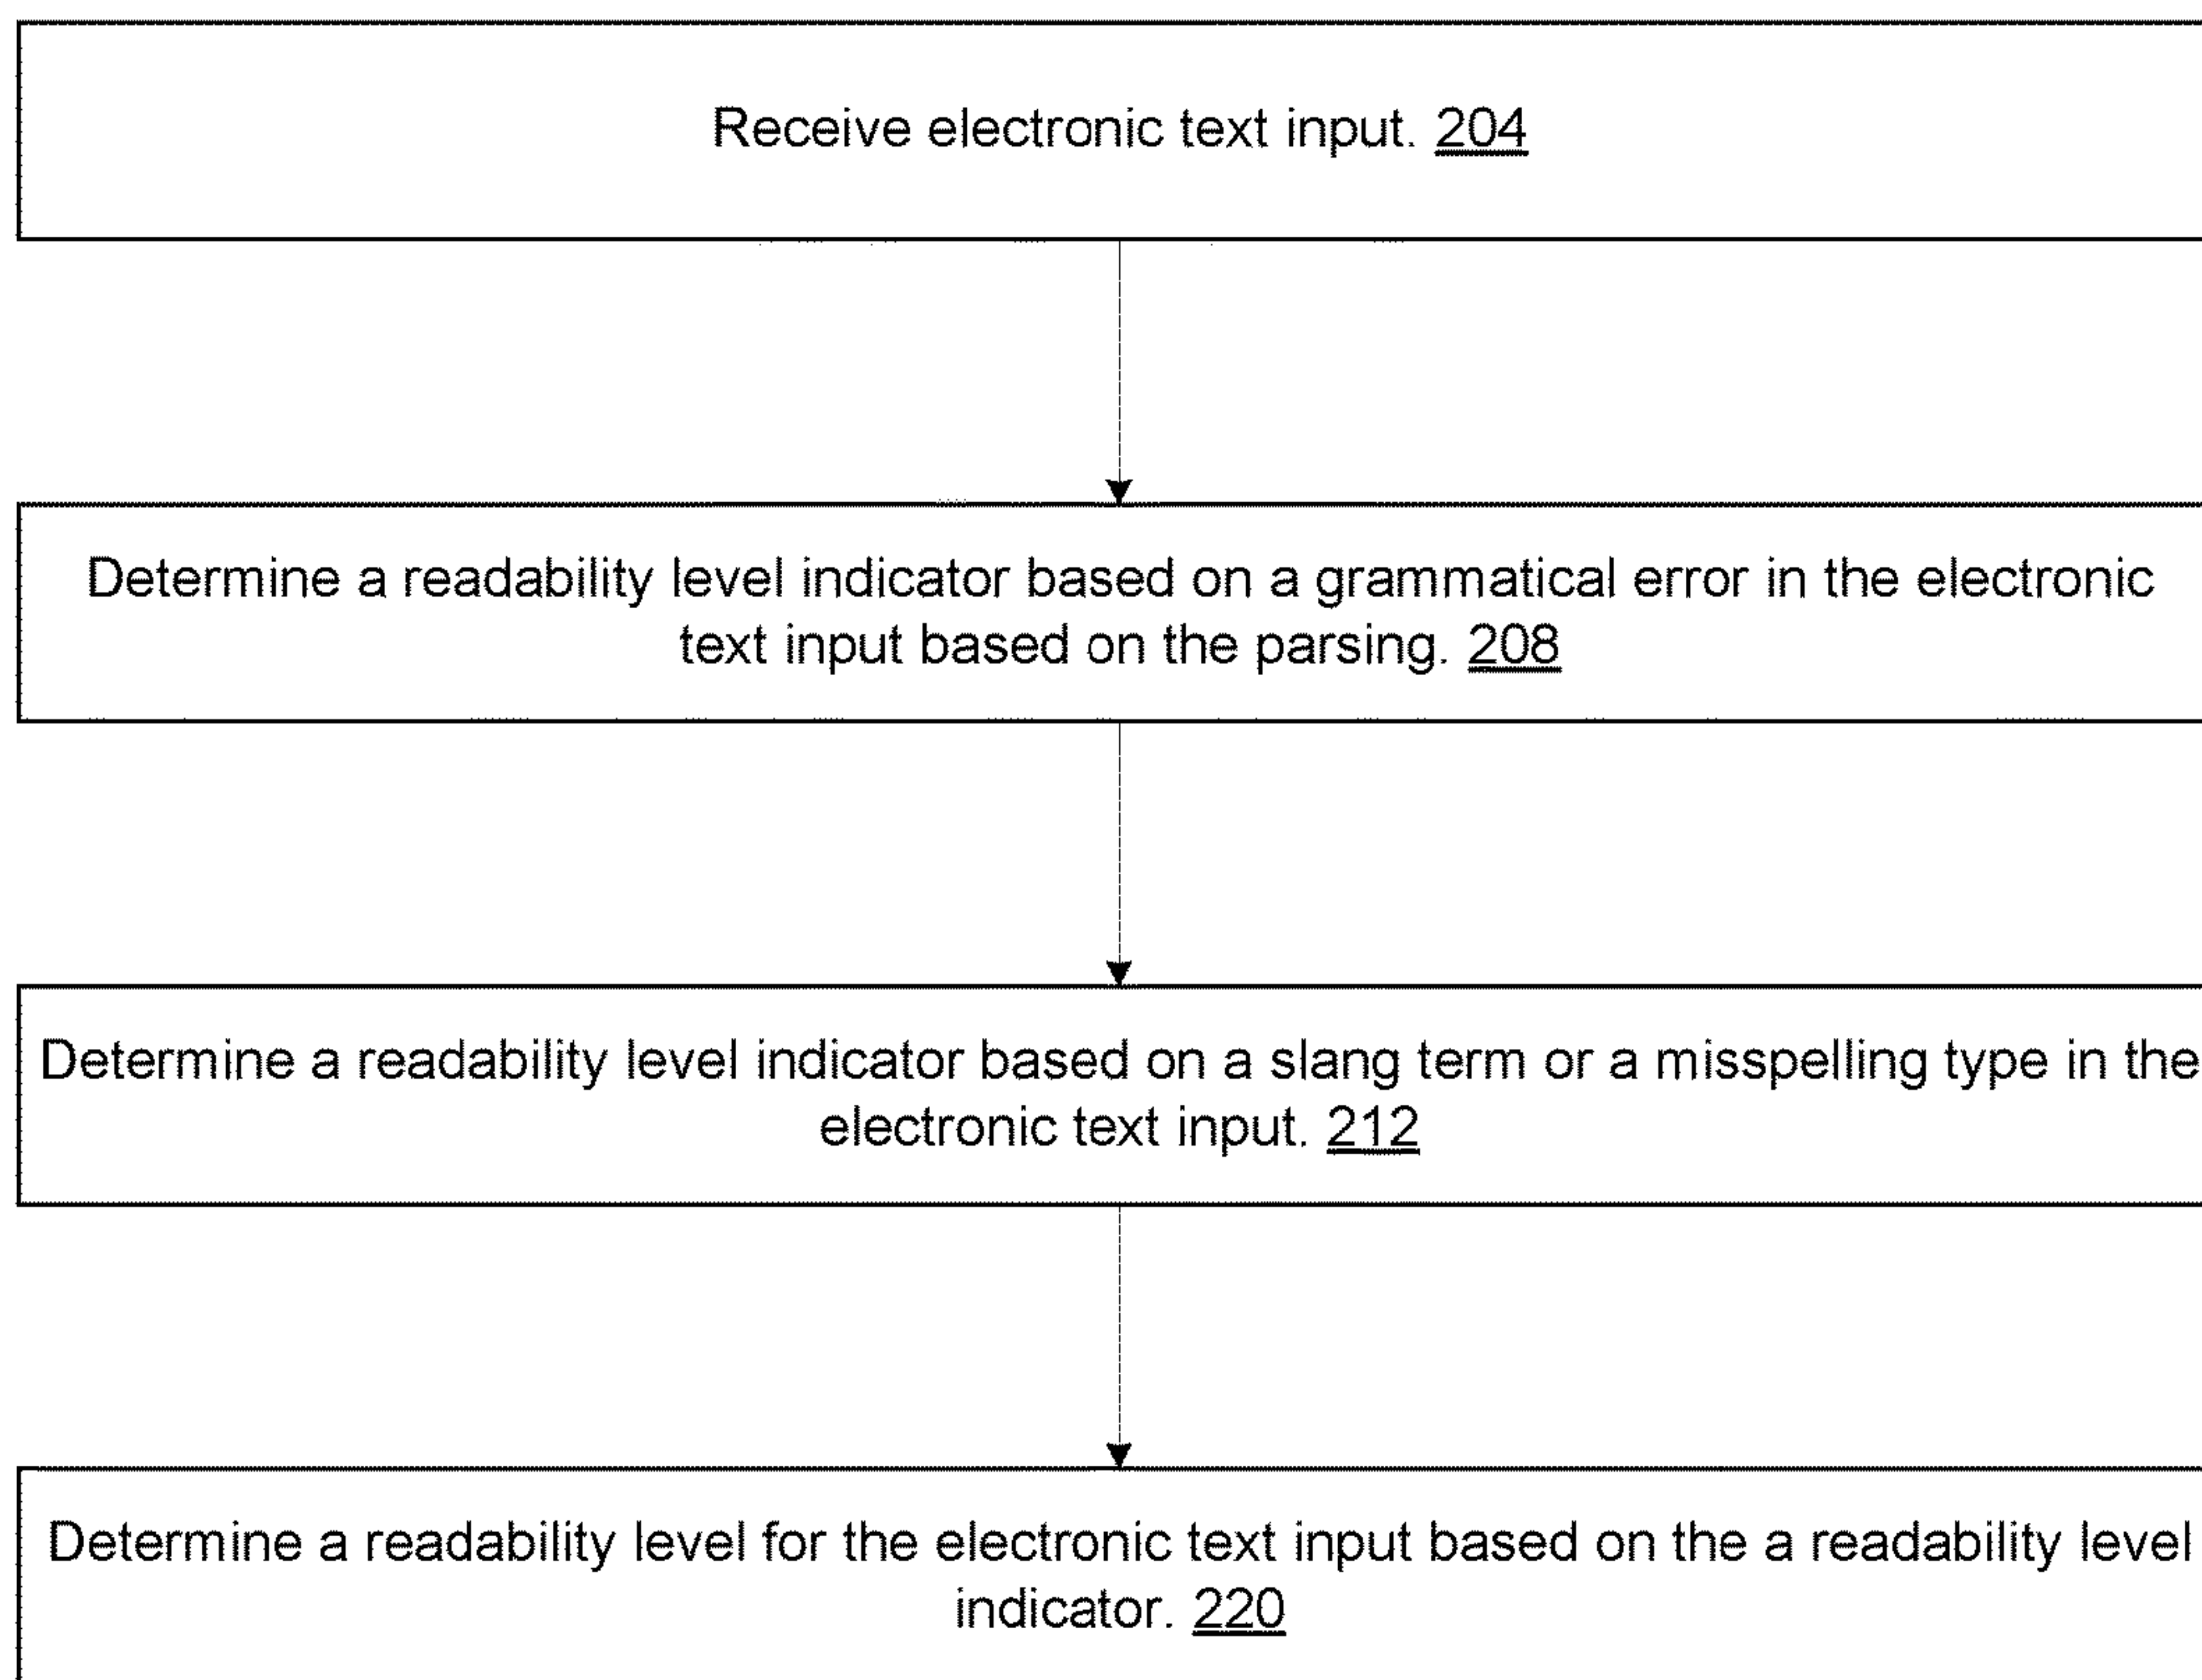 Receive electronic text input. 204
Determine a readability level indicator based on a grammatical error in the electronic
text input based on the parsing. 208
Determine a readability level indicator based on a slang term or a misspelling type in the
electronic text input. 212
Determine a readability level for the electronic text input based on the a readability level
indicator. 220